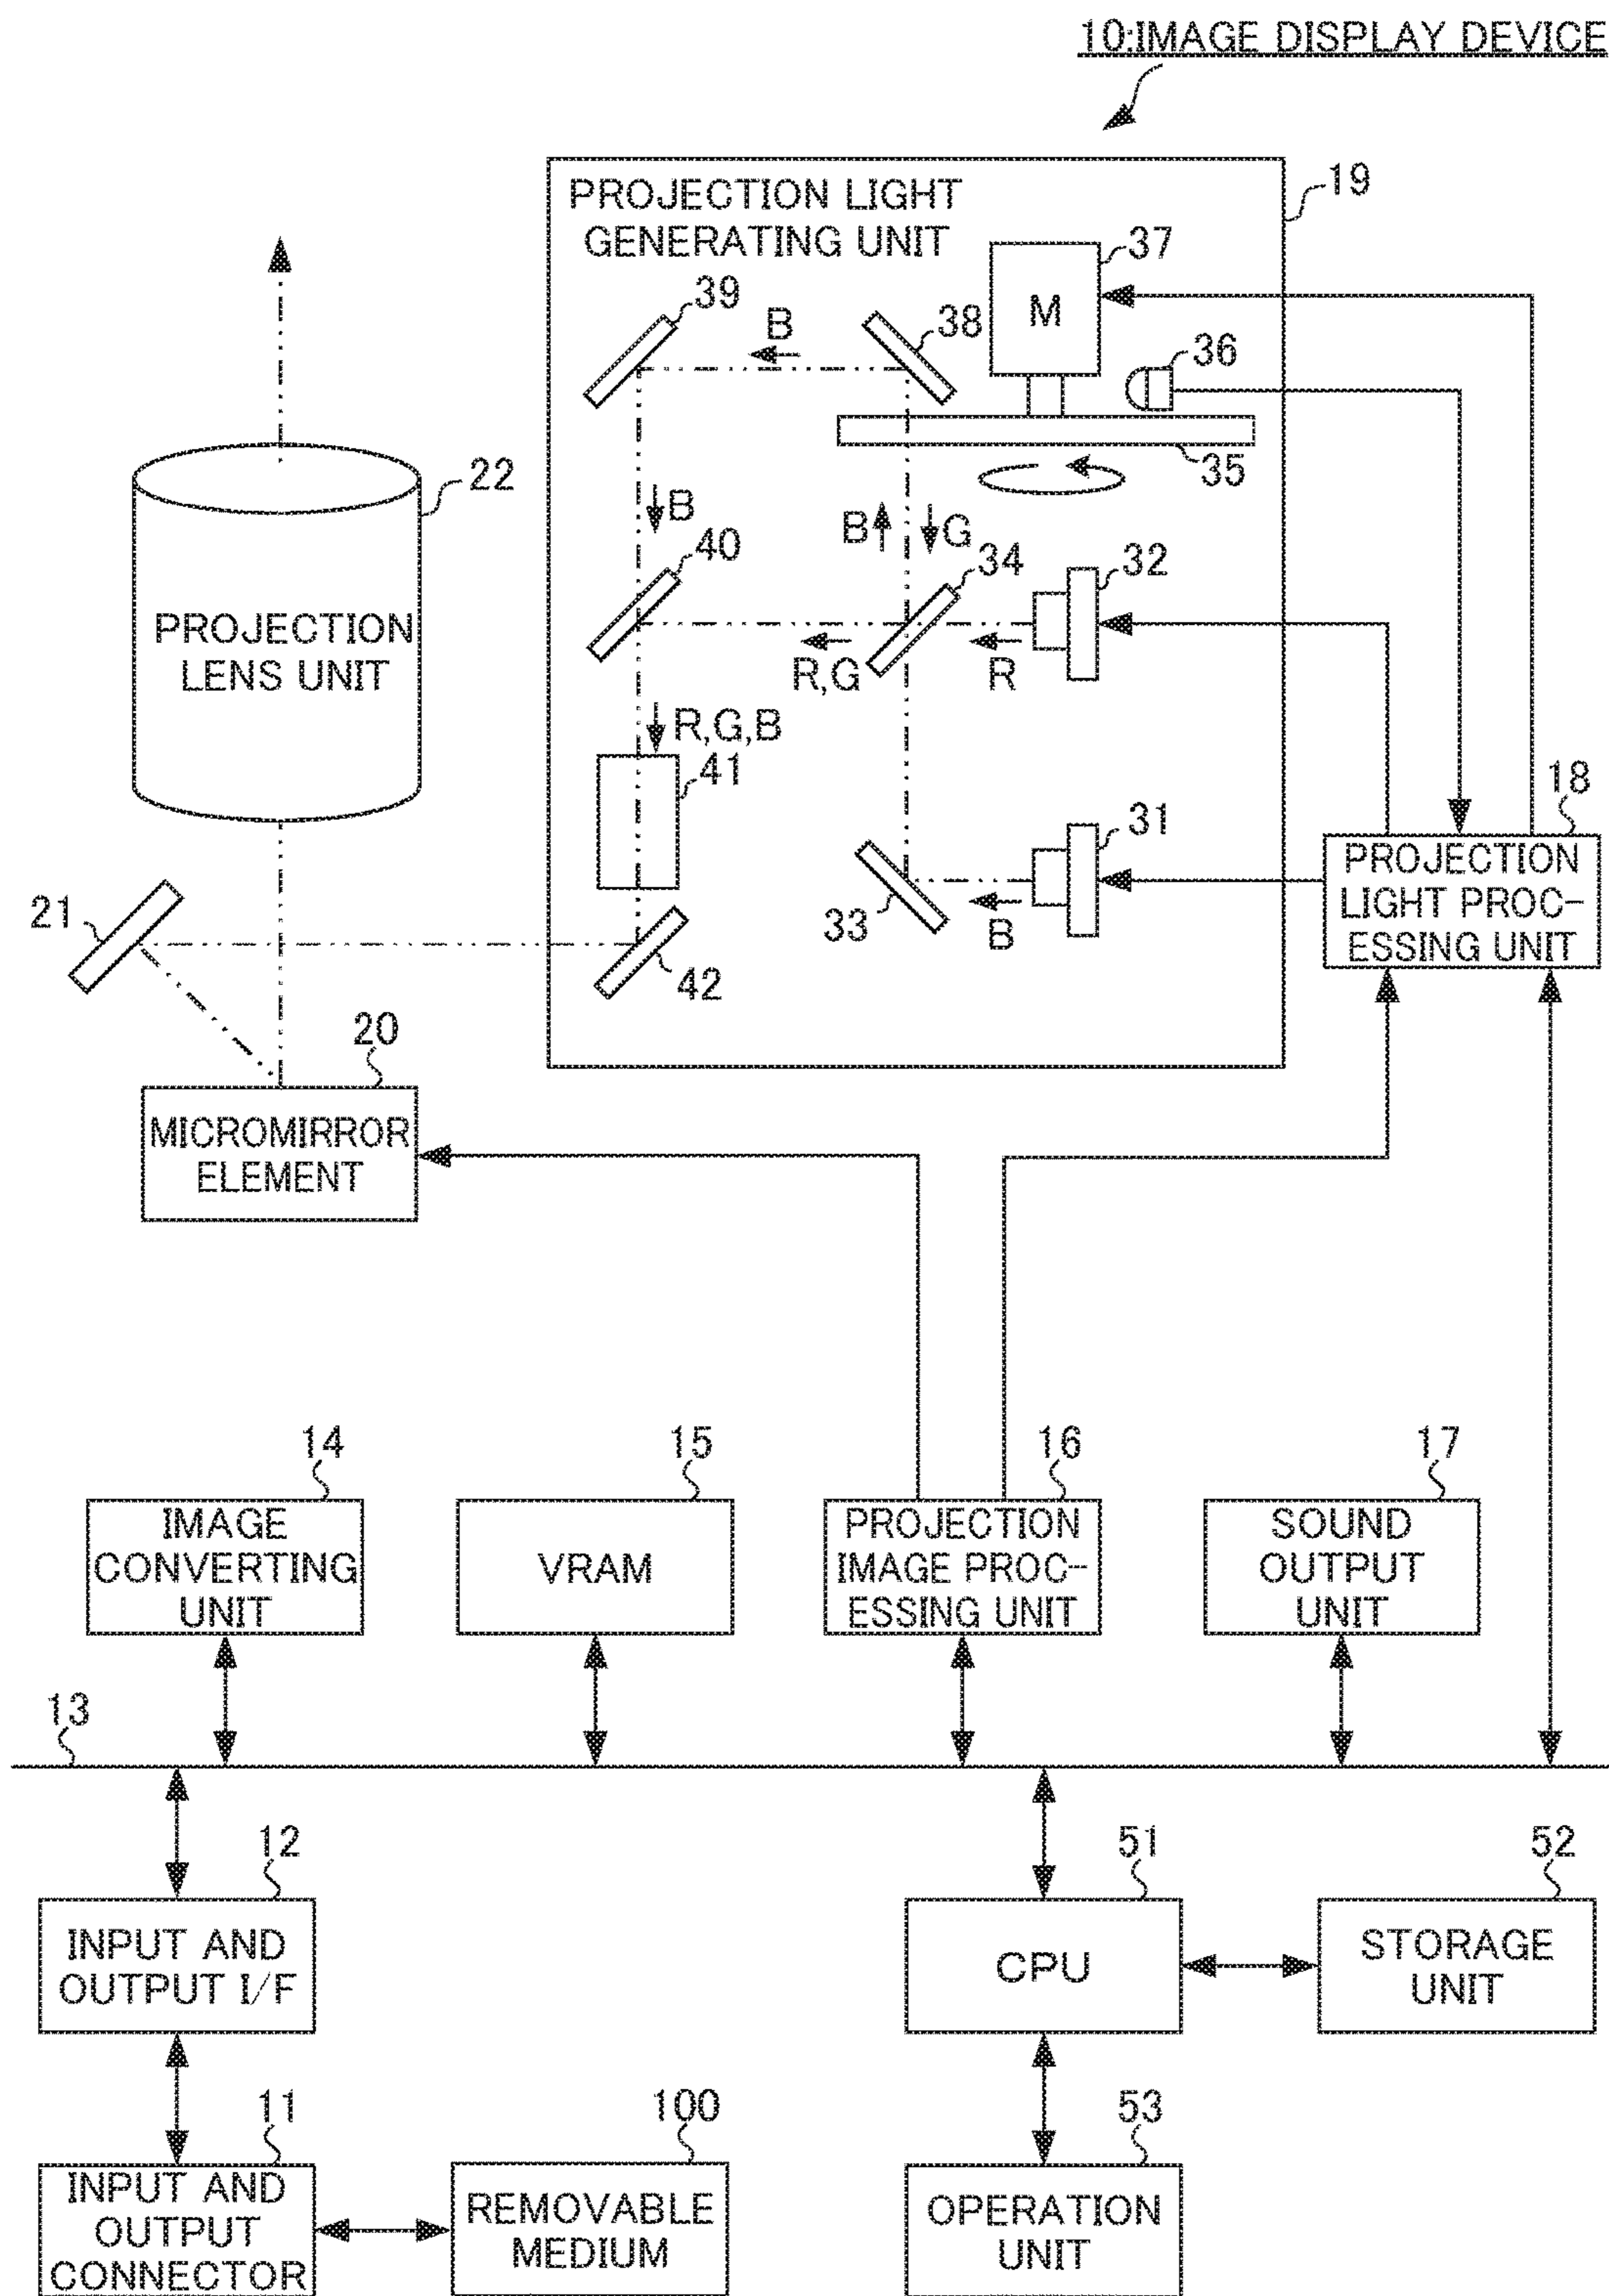 10:IMAGE DISPLAY DEVICE
PROJECTION LIGHT
GENERATING UNIT
19
37
M
39
B
38
36
35
22
B
B
G
40
34
32
PROJECTION
LENS UNIT
R,G
R
R,G,B
41
31
18
PROJECTION
LIGHT PROC-
ESSING UNIT
21
33
B
42
20
MICROMIRROR
ELEMENT
14
15
16
17
IMAGE
CONVERTING
UNIT
VRAM
PROJECTION
IMAGE PROC-
ESSING UNIT
SOUND
OUTPUT
UNIT
13
12
51
52
INPUT AND
OUTPUT I/F
CPU
STORAGE
UNIT
11
100
53
INPUT AND
OUTPUT
CONNECTOR
REMOVABLE
MEDIUM
OPERATION
UNIT